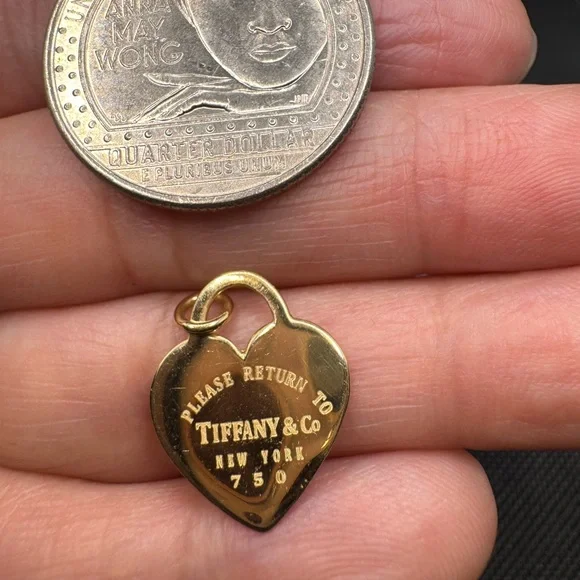 ANNA
MAY
WONG
QUARTER DOLLAR
E PLURIBUS UNUM
PLEASE RETURN TO
TIFFANY & Co
NEW YORK
750